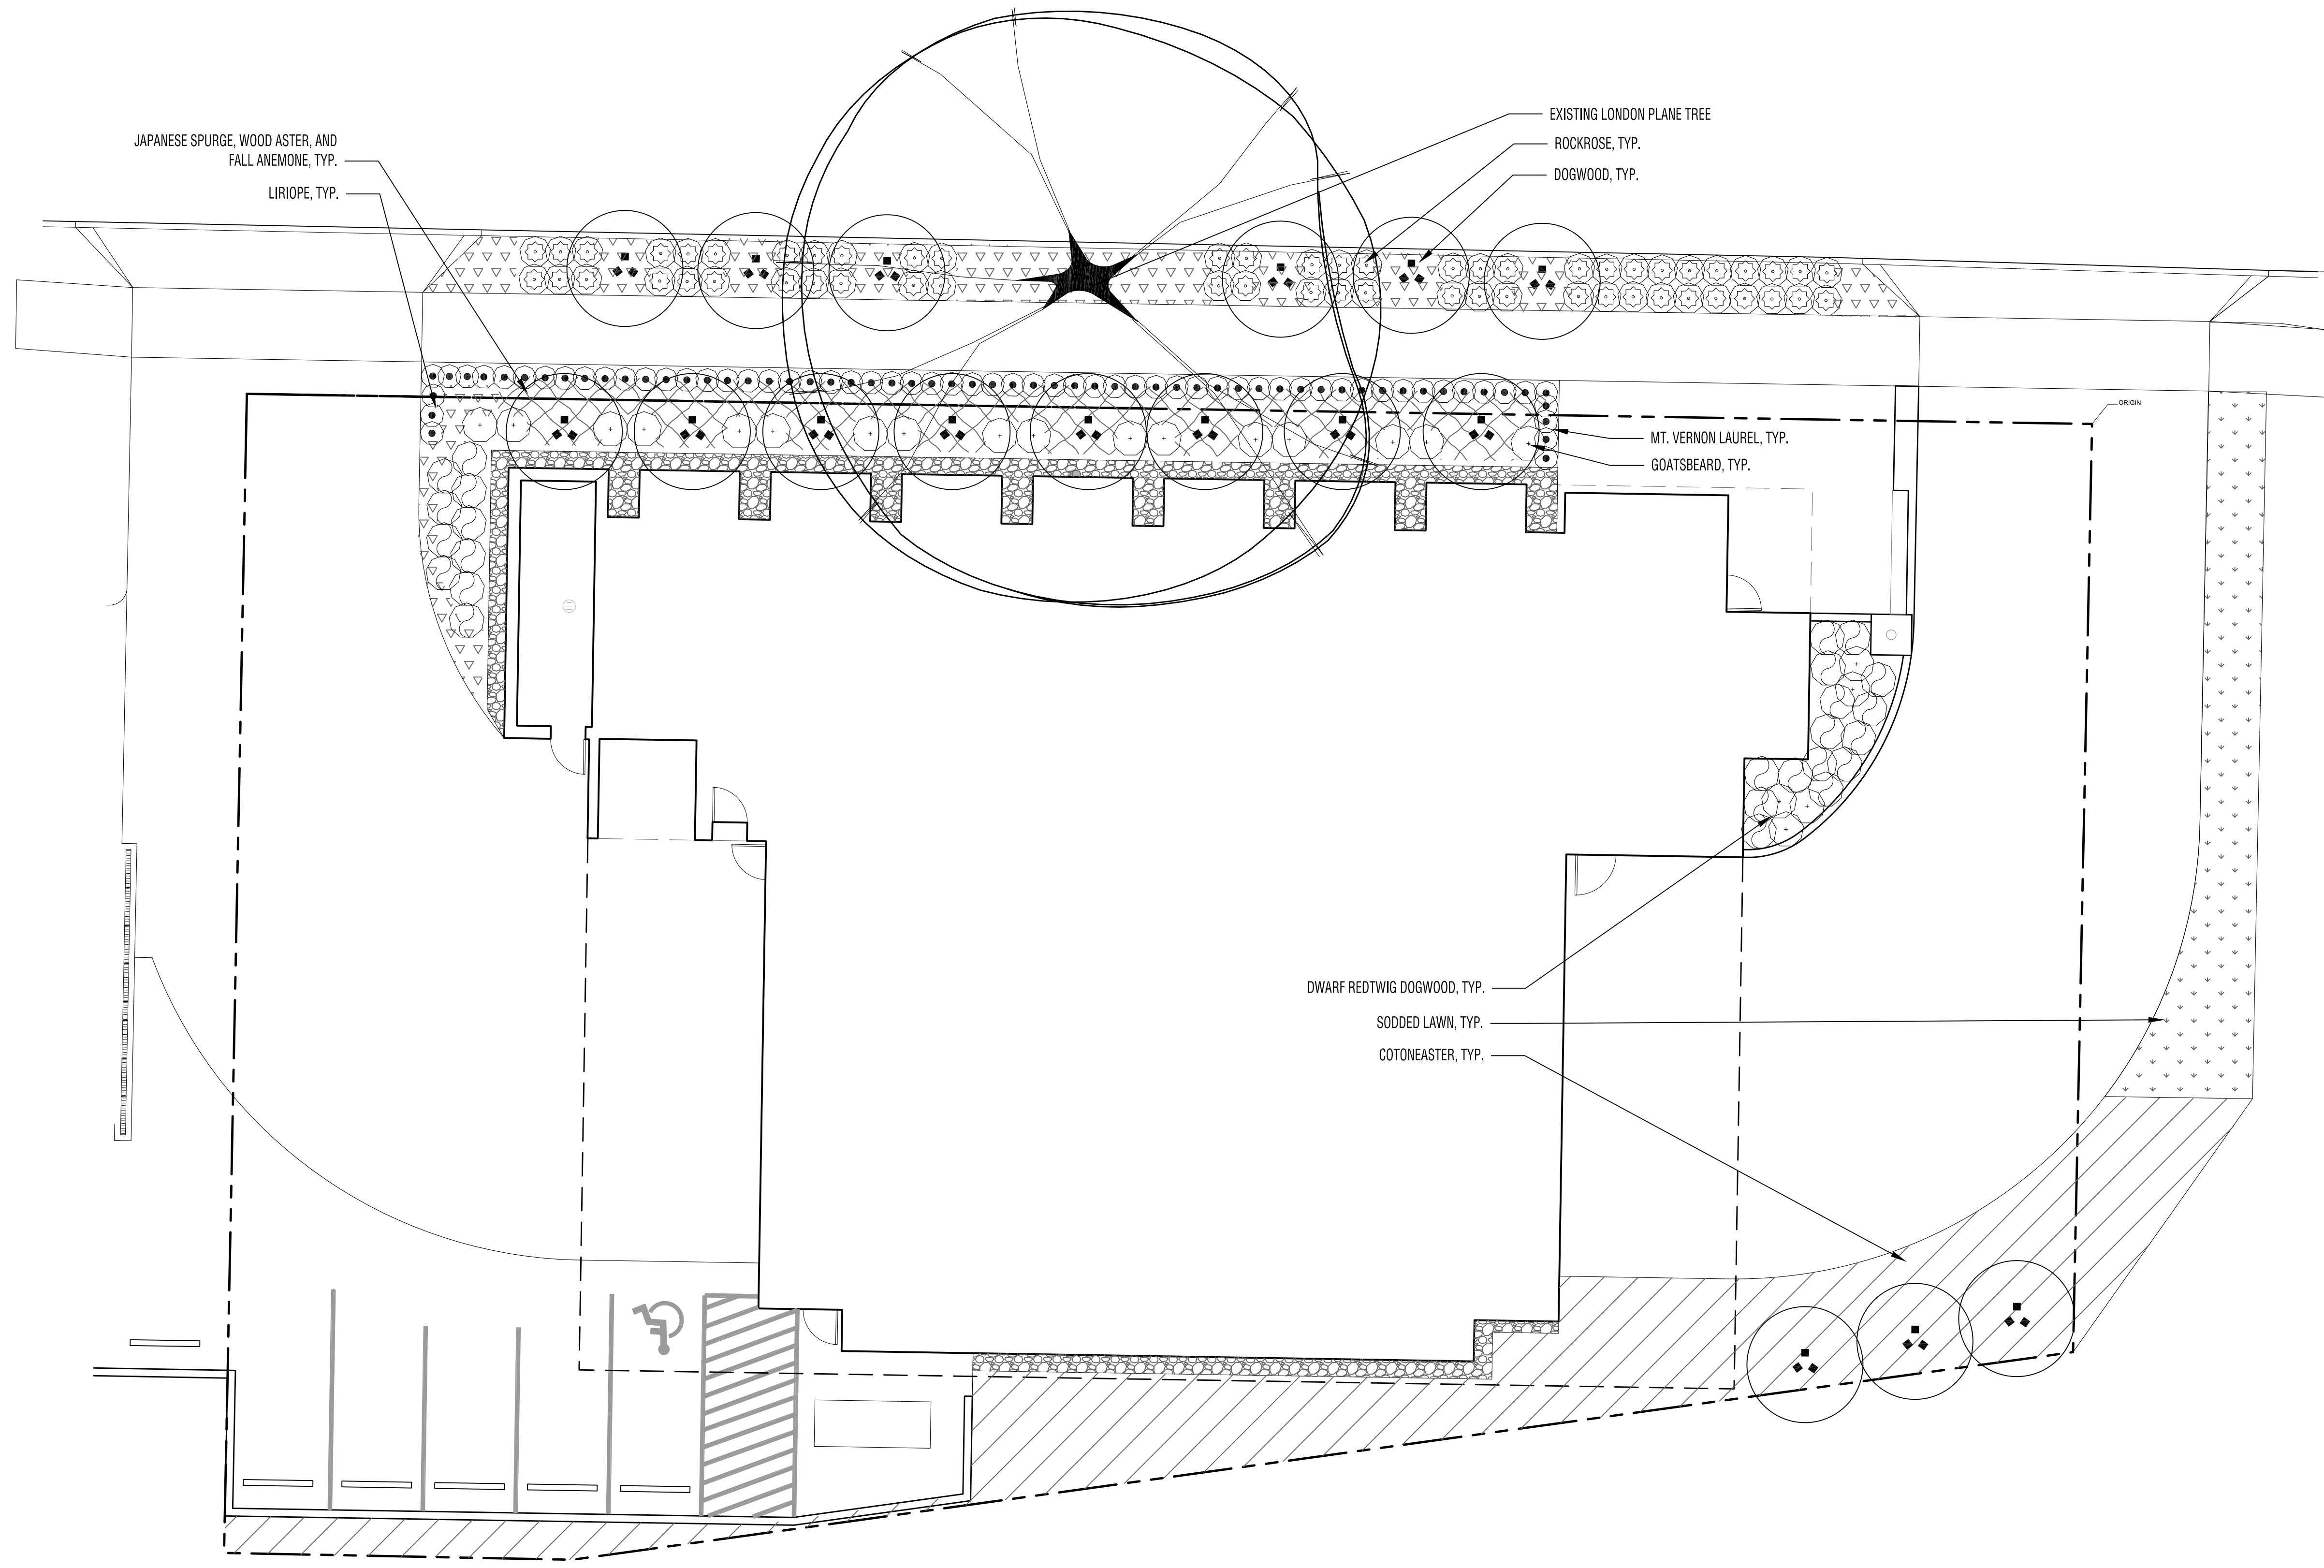 EXISTING LONDON PLANE TREE
ROCKROSE, TYP.
DOGWOOD, TYP.
JAPANESE SPURGE, WOOD ASTER, AND
FALL ANEMONE, TYP.
LIRIOPE, TYP.
ORIGIN
MT. VERNON LAUREL, TYP.
GOATSBEARD, TYP.
DWARF REDTWIG DOGWOOD, TYP.
SODDED LAWN, TYP.
COTONEASTER, TYP.